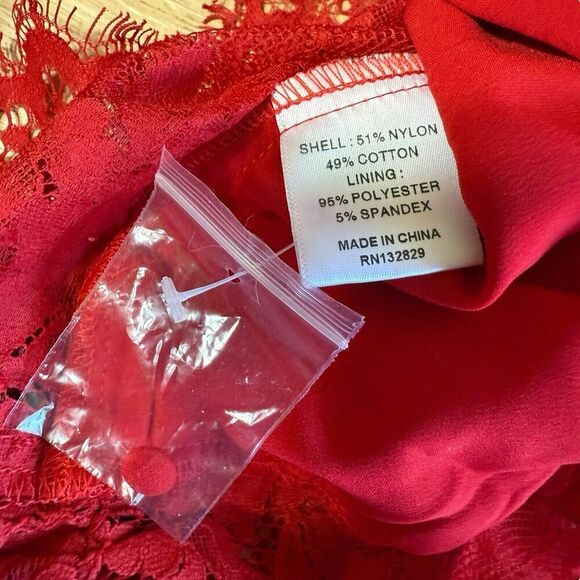 SHELL : 51% NYLON
49% COTTON
LINING :
95% POLYESTER
5% SPANDEX
MADE IN CHINA
RN132829